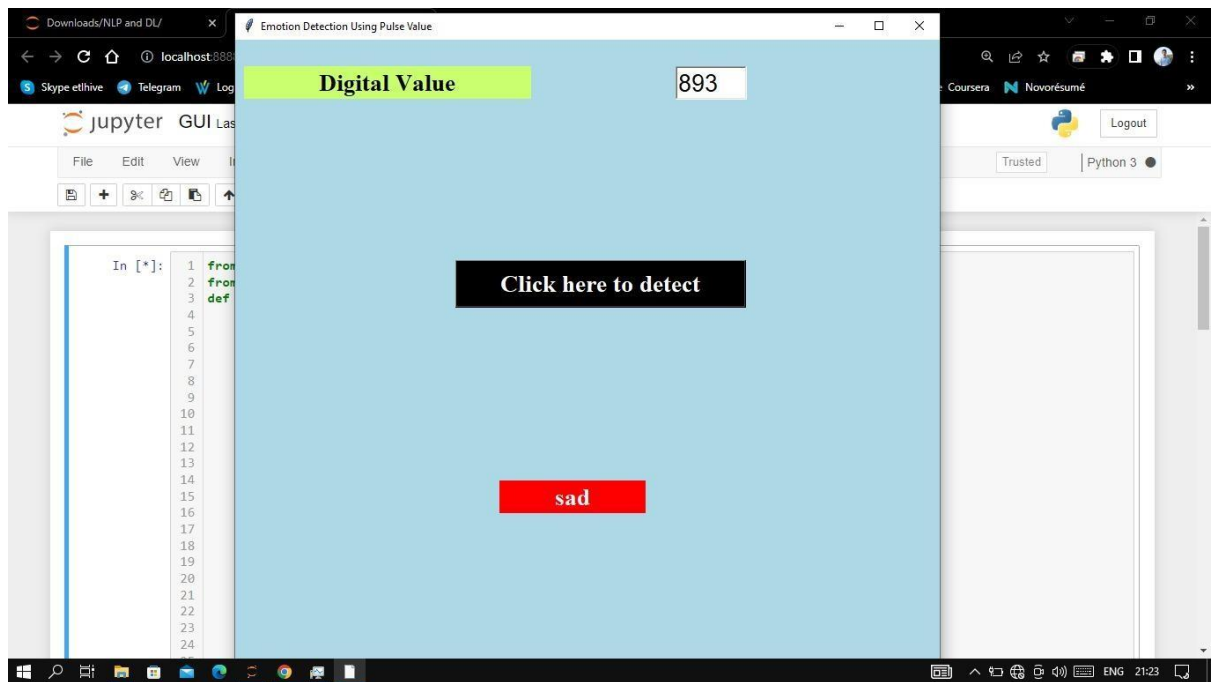 Downloads/NLP and DL/
Emotion Detection Using Pulse Value
localhost:888
Skype ethive Telegram Log
Coursera Novorésumé
Digital Value 893
jupyter GUI Las
Logout
File Edit View
Trusted Python 3
In [*]:
1 from
2 from
3 def
4
5
6
7
8
9
10
11
12
13
14
15
16
17
18
19
20
21
22
23
24
Click here to detect
sad
ENG 21:23